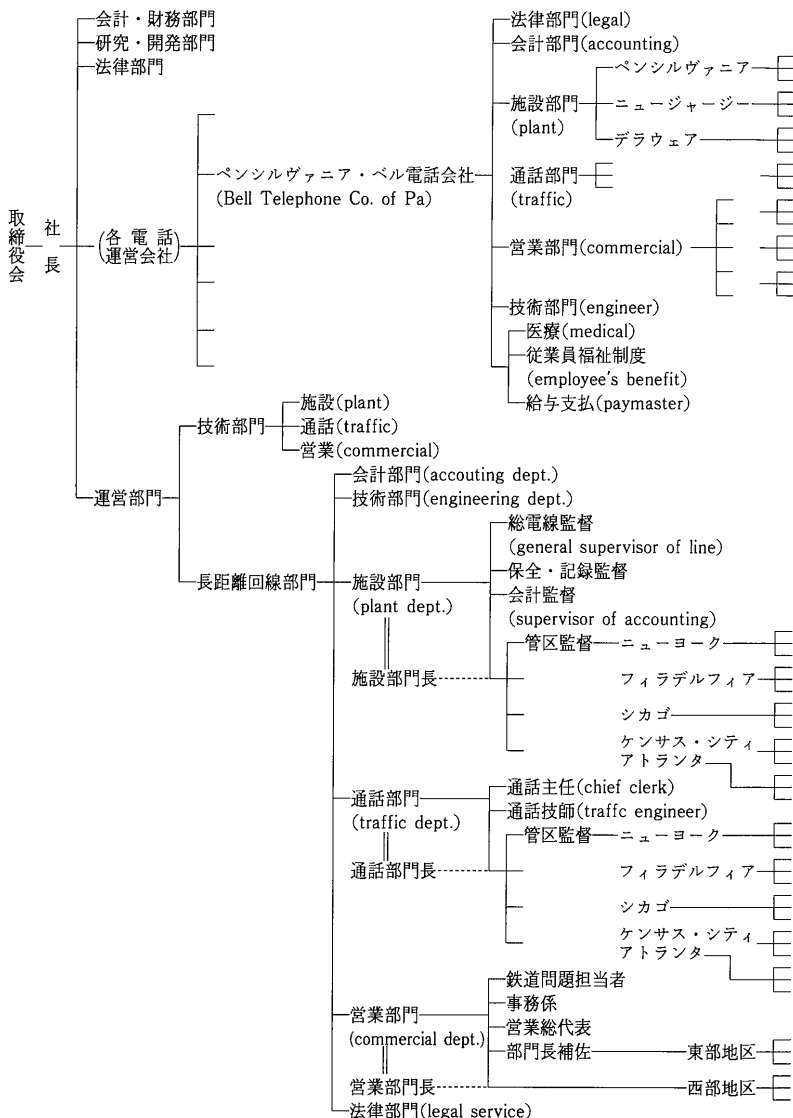 会計・財務部門
研究・開発部門
法律部門
取締役会
社長
(各電話運営会社)
ペンシルヴァニア・ベル電話会社
(Bell Telephone Co. of Pa)
法律部門(legal)
会計部門(accounting)
施設部門
(plant)
ペンシルヴァニア
ニュージャージー
デラウェア
通話部門
(traffic)
営業部門(commercial)
技術部門(engineer)
医療(medical)
従業員福祉制度
(employee's benefit)
給与支払(paymaster)
運営部門
技術部門
施設(plant)
通話(traffic)
営業(commercial)
長距離回線部門
会計部門(accouting dept.)
技術部門(engineering dept.)
施設部門
(plant dept.)
施設部門長
総電線監督
(general supervisor of line)
保全・記録監督
会計監督
(supervisor of accounting)
管区監督
ニューヨーク
フィラデルフィア
シカゴ
ケンサス・シティ
アトランタ
通話部門
(traffic dept.)
通話部門長
通話主任(chief clerk)
通話技師(traffc engineer)
管区監督
ニューヨーク
フィラデルフィア
シカゴ
ケンサス・シティ
アトランタ
営業部門
(commercial dept.)
営業部門長
鉄道問題担当者
事務係
営業総代表
部門長補佐
東部地区
西部地区
法律部門(legal service)